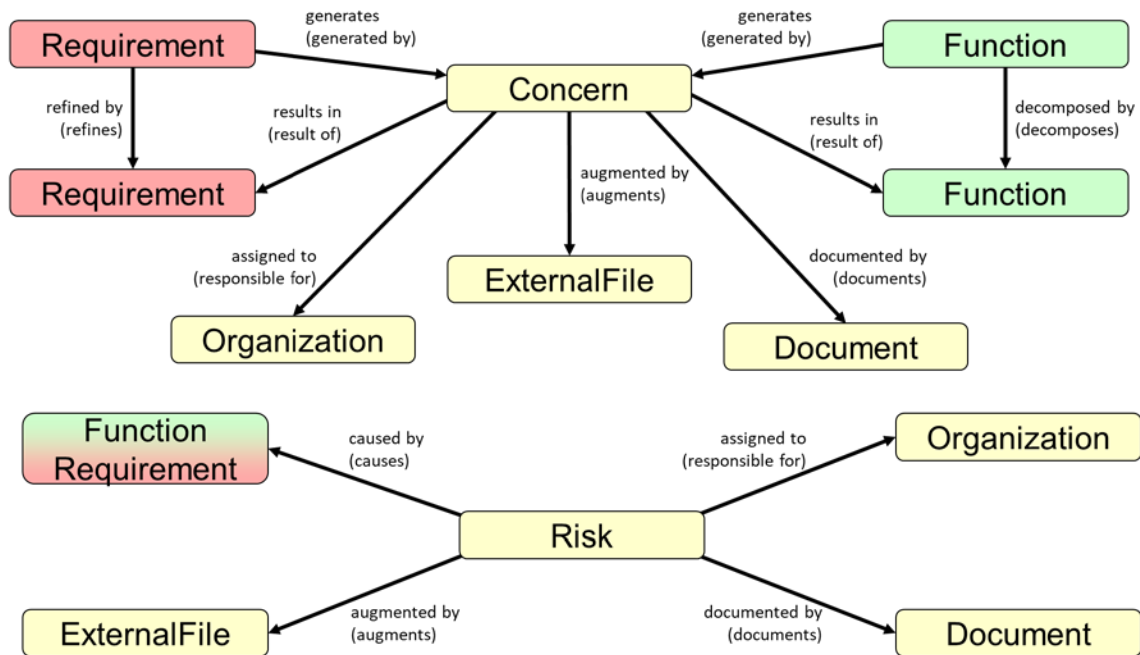 generates
(generated by)
generates
(generated by)
Requirement
Function
Concern
refined by
(refines)
results in
(result of)
results in
(result of)
decomposed by
(decomposes)
Requirement
augmented by
(augments)
Function
assigned to
(responsible for)
documented by
(documents)
ExternalFile
Organization
Document
Function
Requirement
caused by
(causes)
assigned to
(responsible for)
Organization
Risk
ExternalFile
augmented by
(augments)
documented by
(documents)
Document